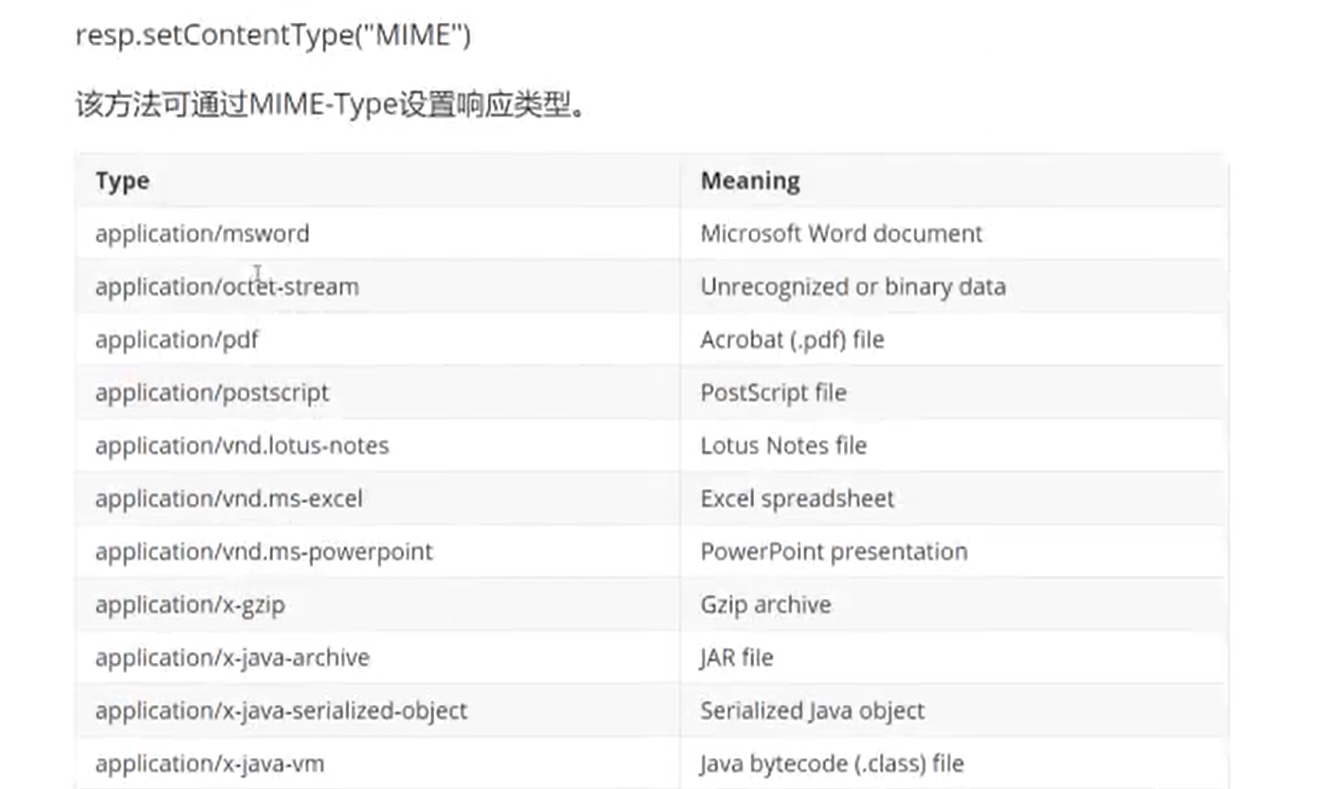 resp.setContentType("MIME")
该方法可通过MIME-Type设置响应类型。
Type Meaning
application/msword Microsoft Word document
application/octet-stream Unrecognized or binary data
application/pdf Acrobat (.pdf) file
application/postscript PostScript file
application/vnd.lotus-notes Lotus Notes file
application/vnd.ms-excel Excel spreadsheet
application/vnd.ms-powerpoint PowerPoint presentation
application/x-gzip Gzip archive
application/x-java-archive JAR file
application/x-java-serialized-object Serialized Java object
application/x-java-vm Java bytecode (.class) file